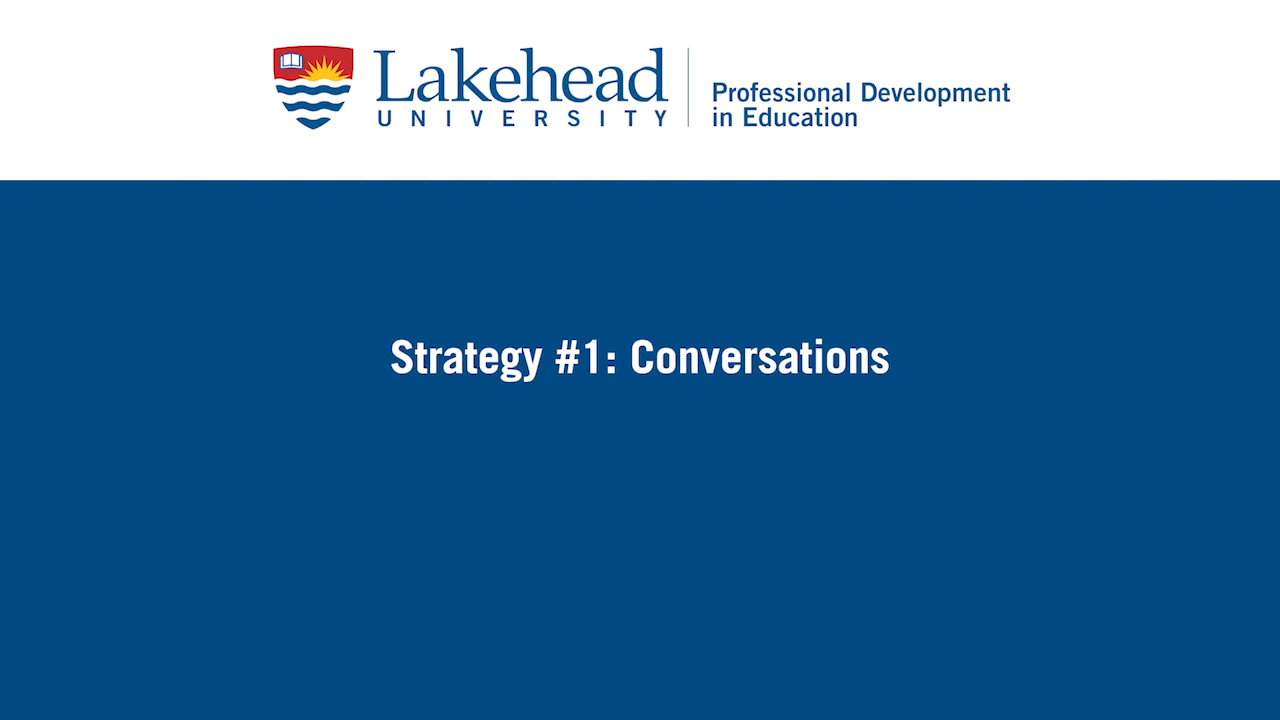 Lakehead
UNIVERSITY
Professional Development
in Education
Strategy #1: Conversations